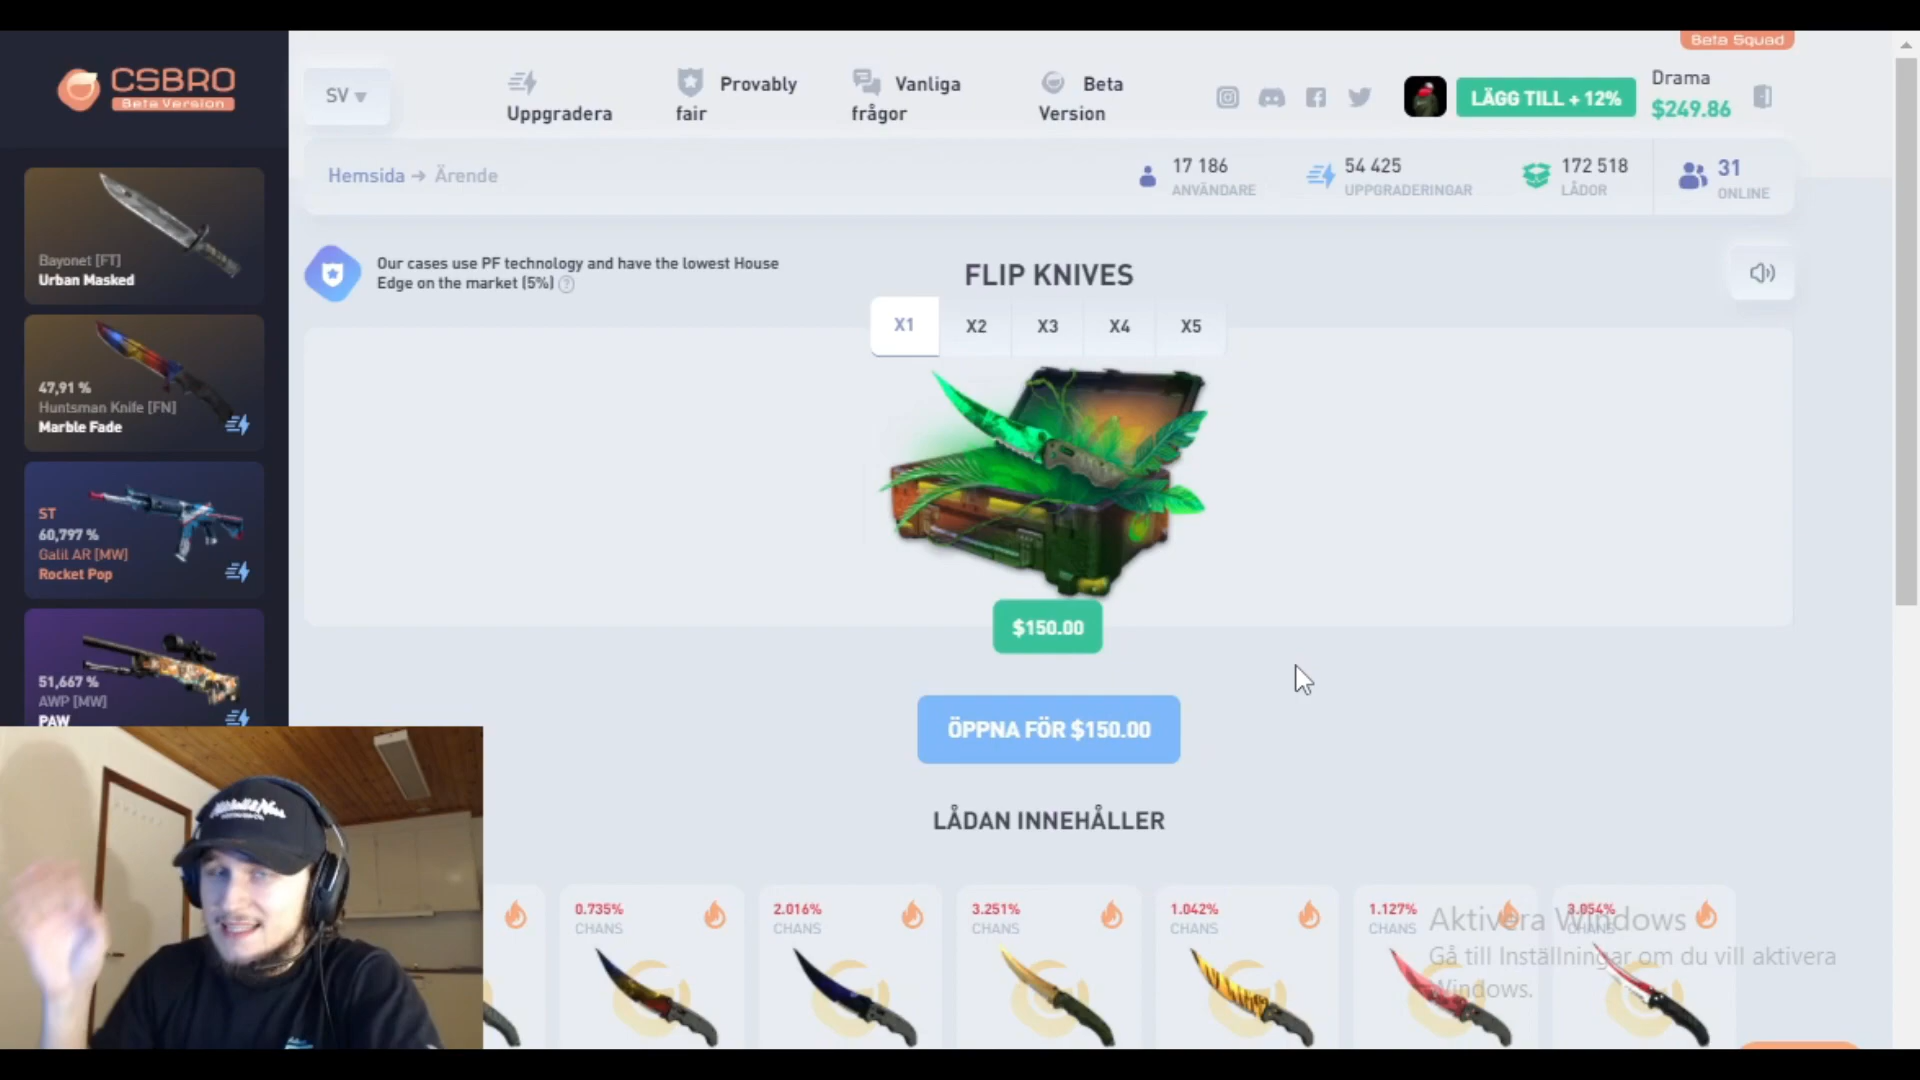 Beta Squad
CSBRO
Beta Version
SV
Uppgradera
Provably fair
Vanliga frågor
Beta Version
LÄGG TILL + 12%
Drama
$249.86
Hemsida → Ärende
17 186
ANVÄNDARE
54 425
UPPGRADERINGAR
172 518
LÅDOR
31
ONLINE
Bayonet [FT]
Urban Masked
47,91 %
Huntsman Knife [FN]
Marble Fade
ST
60,797 %
Galil AR [MW]
Rocket Pop
51,667 %
AWP [MW]
PAW
Our cases use PF technology and have the lowest House
Edge on the market (5%) ?
FLIP KNIVES
X1 X2 X3 X4 X5
$150.00
ÖPPNA FÖR $150.00
LÅDAN INNEHÅLLER
0.735%
CHANS
2.016%
CHANS
3.251%
CHANS
1.042%
CHANS
1.127%
CHANS
3.054%
CHANS
Aktivera Windows
Gå till Inställningar om du vill aktivera
Windows.